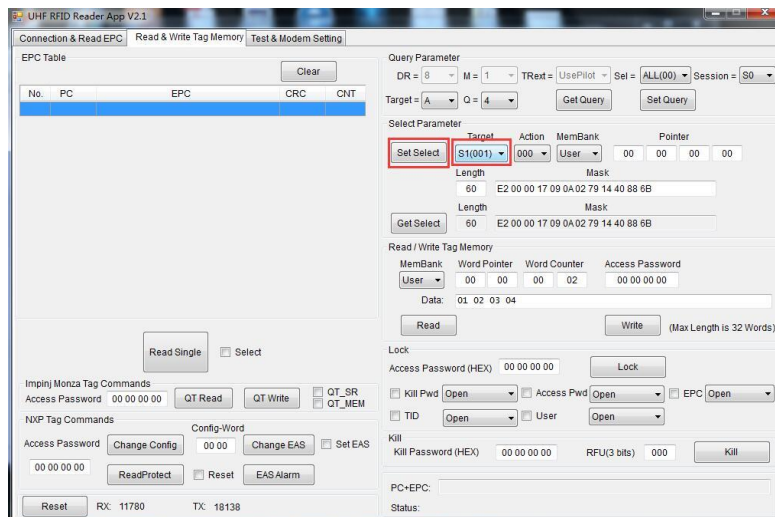 UHF RFID Reader App V2.1
Connection & Read EPC Read & Write Tag Memory Test & Modem Setting
EPC Table
Clear
No. PC EPC CRC CNT
Read Single Select
Impinj Monza Tag Commands
Access Password 00 00 00 00 QT Read QT Write QT_SR
QT_MEM
NXP Tag Commands
Config-Word
Access Password Change Config 00 00 Change EAS Set EAS
00 00 00 00 ReadProtect Reset EAS Alarm
Reset RX: 11780 TX: 18138
Query Parameter
DR = 8 M = 1 TRext = UsePilot Sel = ALL(00) Session = S0
Target = A Q = 4 Get Query Set Query
Select Parameter
Target Action MemBank Pointer
Set Select S1(001) 000 User 00 00 00 00
Length Mask
60 E2 00 00 17 09 0A 02 79 14 40 88 6B
Length Mask
Get Select 60 E2 00 00 17 09 0A 02 79 14 40 88 6B
Read / Write Tag Memory
MemBank Word Pointer Word Counter Access Password
User 00 00 00 02 00 00 00 00
Data: 01 02 03 04
Read Write (Max Length is 32 Words)
Lock
Access Password (HEX) 00 00 00 00 Lock
Kill Pwd Open Access Pwd Open EPC Open
TID Open User Open
Kill
Kill Password (HEX) 00 00 00 00 RFU(3 bits) 000 Kill
PC+EPC:
Status: